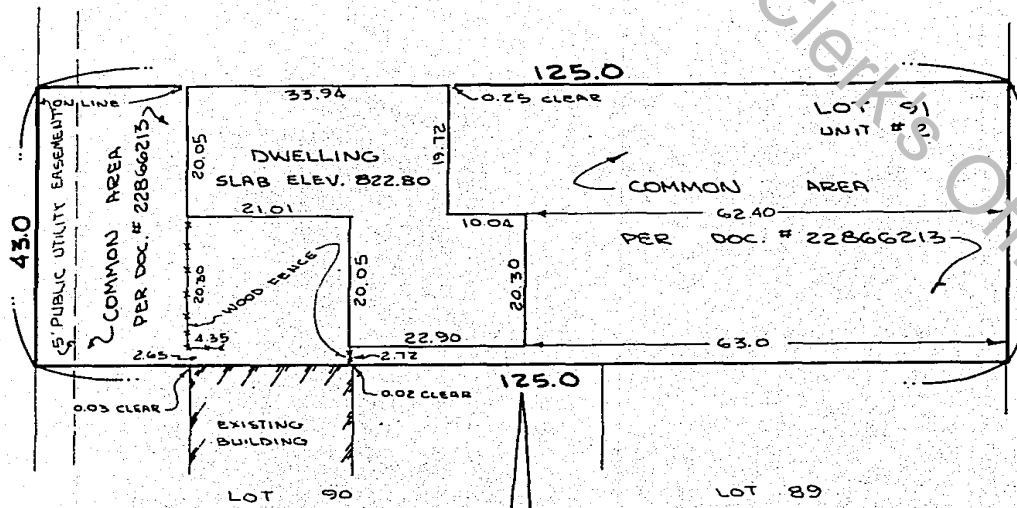 125.0
ON LINE
33.94
0.25 CLEAR
LOT 91
UNIT # 2
Clerk's
5' PUBLIC UTILITY EASEMENT
COMMON AREA
PER DOC. # 22866213
20.05
DWELLING
SLAB ELEV. 822.80
19.72
COMMON AREA
43.0
21.01
10.04
62.40
PER DOC. # 22866213
20.30
WOOD FENCE
20.05
20.30
4.35
22.90
63.0
2.65
2.72
125.0
0.03 CLEAR
0.02 CLEAR
EXISTING
BUILDING
LOT 90
LOT 89